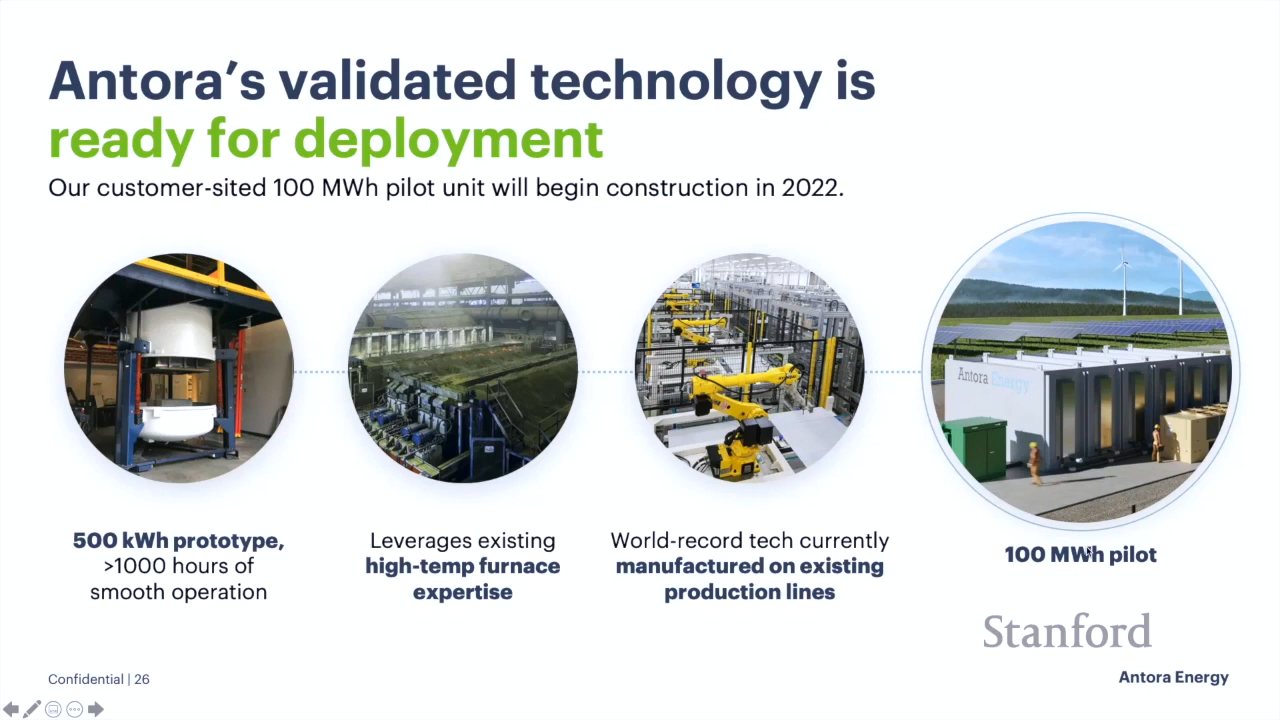 Antora’s validated technology is
ready for deployment
Our customer-sited 100 MWh pilot unit will begin construction in 2022.
Antora Energy
500 kWh prototype,
>1000 hours of
smooth operation
Leverages existing
high-temp furnace
expertise
World-record tech currently
manufactured on existing
production lines
100 MWh pilot
Stanford
Confidential | 26
Antora Energy